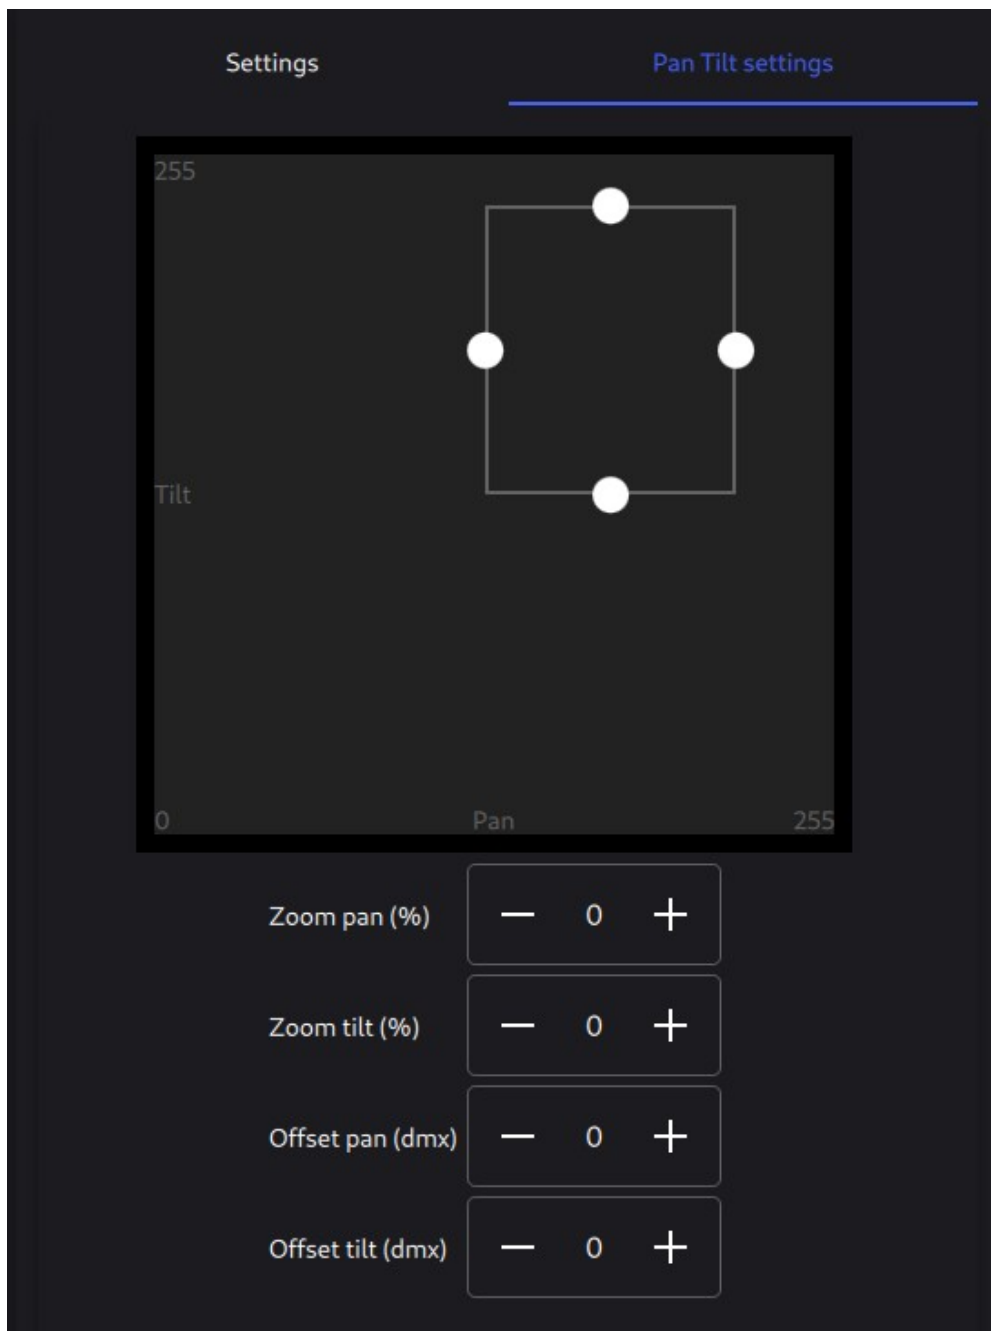 Settings Pan Tilt settings
255
Tilt
0 Pan 255
Zoom pan (%) — 0 +
Zoom tilt (%) — 0 +
Offset pan (dmx) — 0 +
Offset tilt (dmx) — 0 +